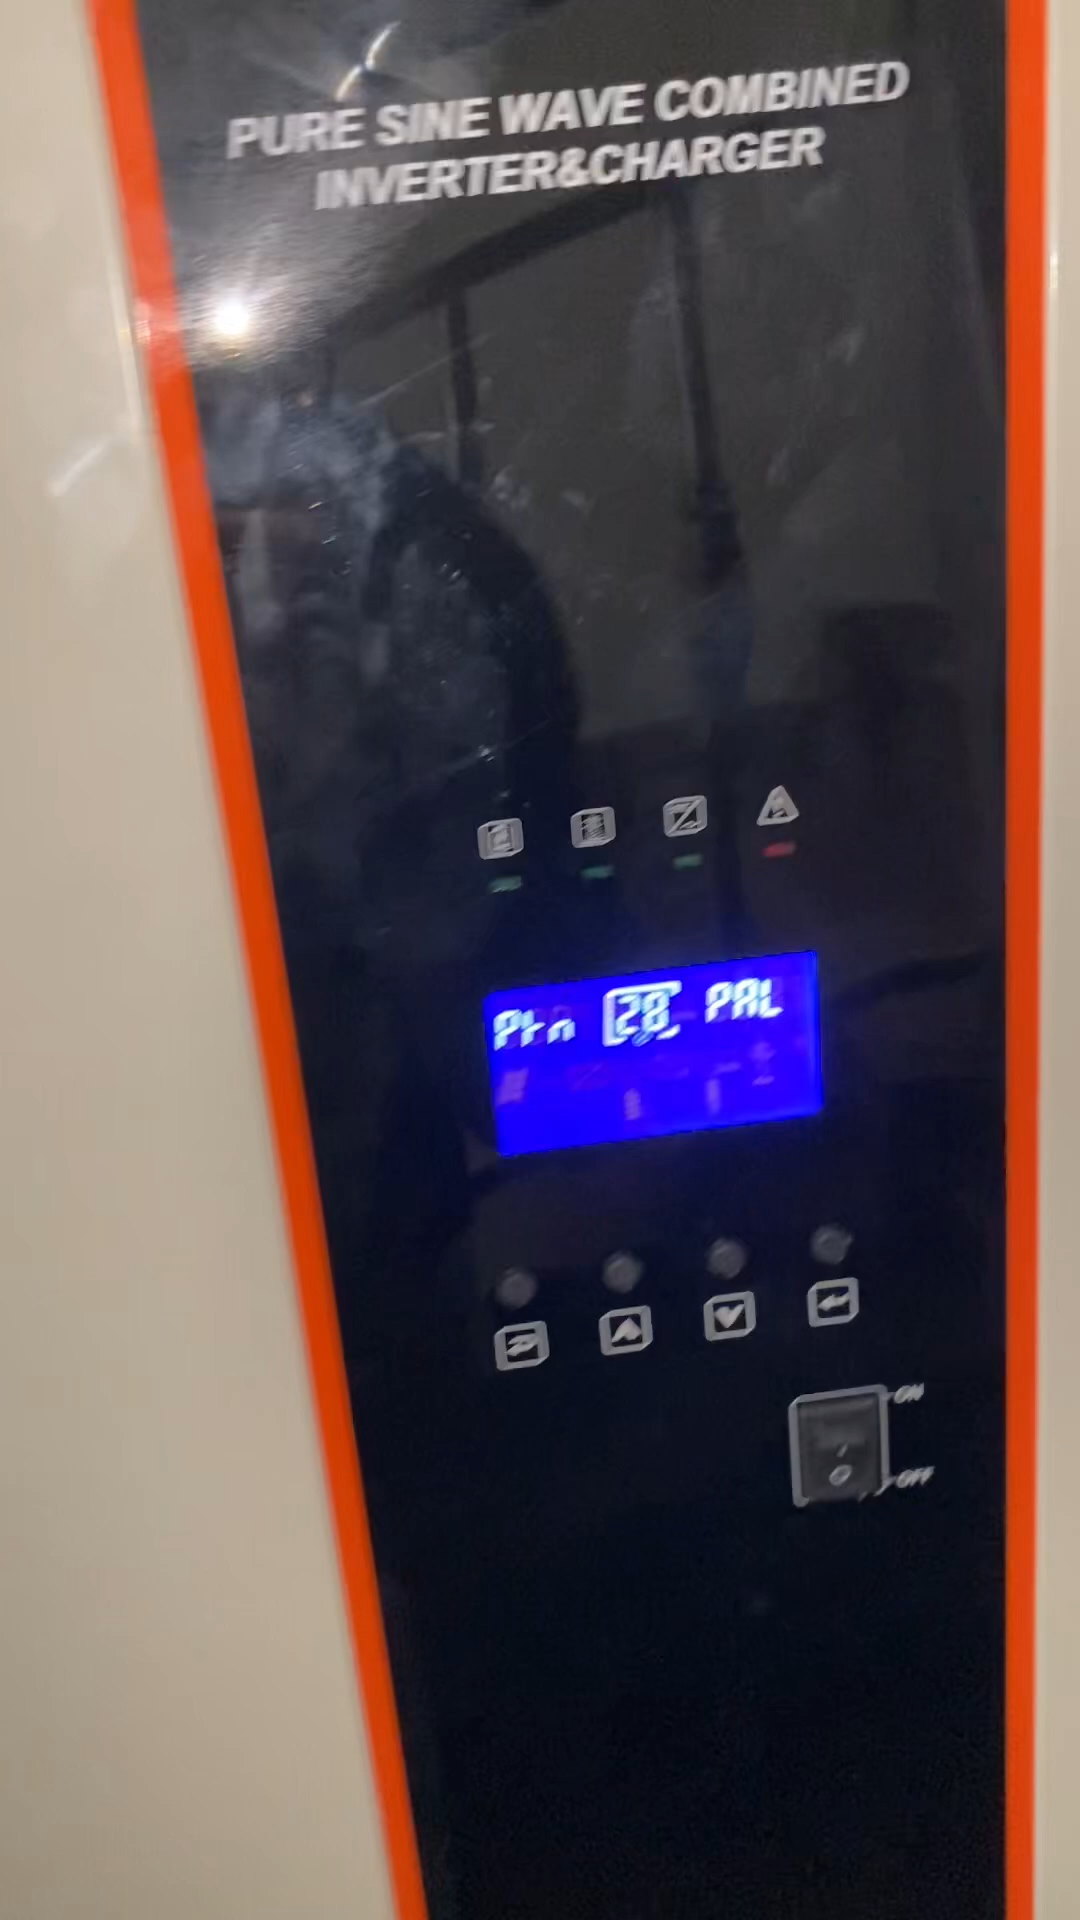 PURE SINE WAVE COMBINED
INVERTER&CHARGER
28 PAL
ON
OFF